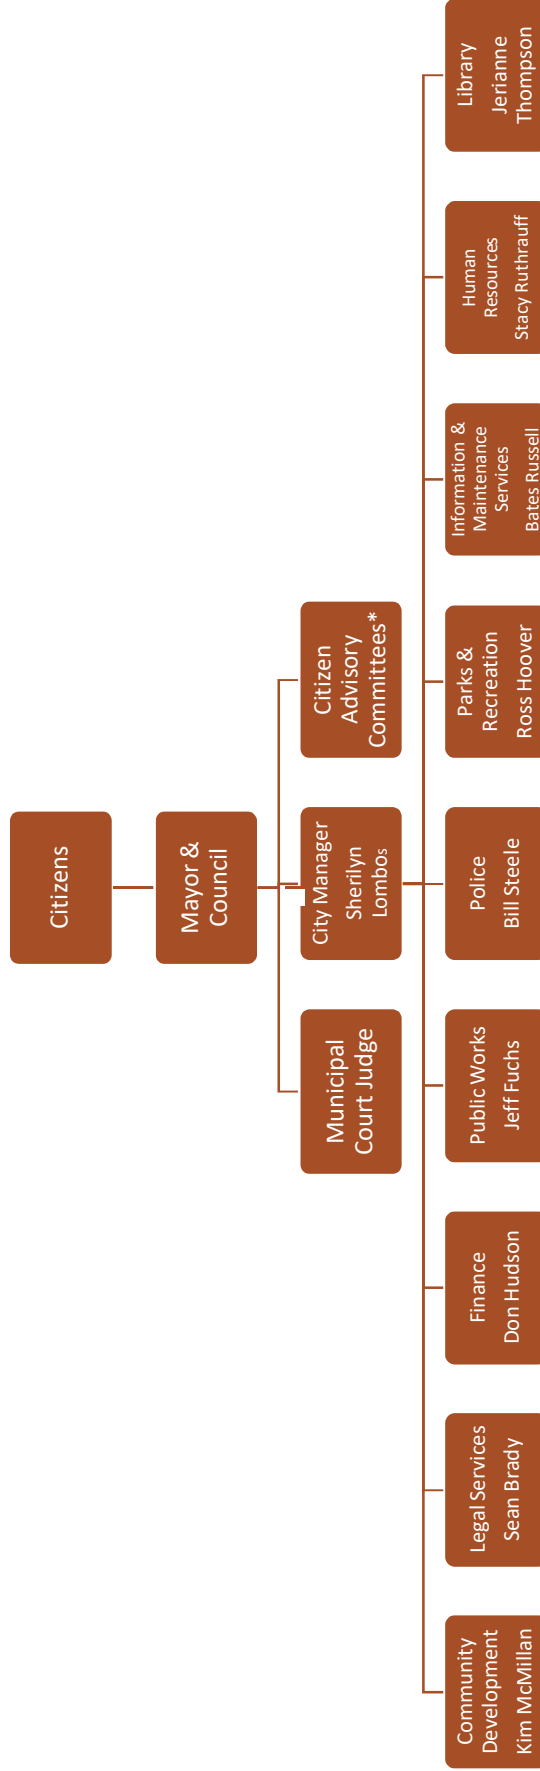 Citizens
Mayor &
Council
Municipal
Court Judge
City Manager
Sherilyn
Lombos
Citizen
Advisory
Committees*
Community
Development
Kim McMillan
Legal Services
Sean Brady
Finance
Don Hudson
Public Works
Jeff Fuchs
Police
Bill Steele
Parks &
Recreation
Ross Hoover
Information &
Maintenance
Services
Bates Russell
Human
Resources
Stacy Ruthrauff
Library
Jerianne
Thompson